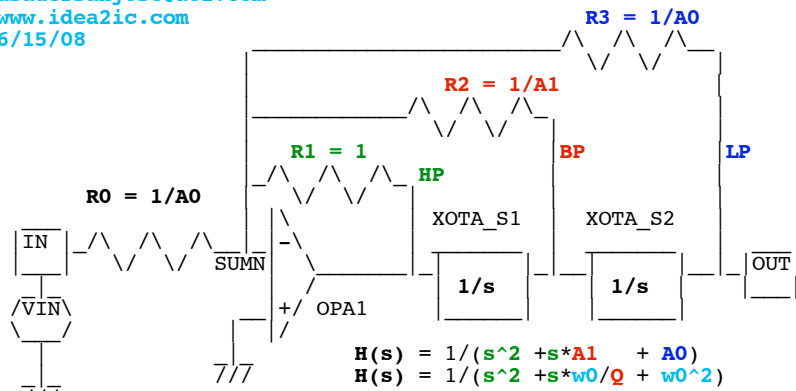 www.idea2ic.com
6/15/08
R3 = 1/A0
R2 = 1/A1
R1 = 1
BP
LP
HP
R0 = 1/A0
XOTA_S1
XOTA_S2
IN
SUMN
-
1/s
1/s
OUT
VIN
+
OPA1
H(s) = 1/(s^2 +s*A1 + A0)
H(s) = 1/(s^2 +s*w0/Q + w0^2)